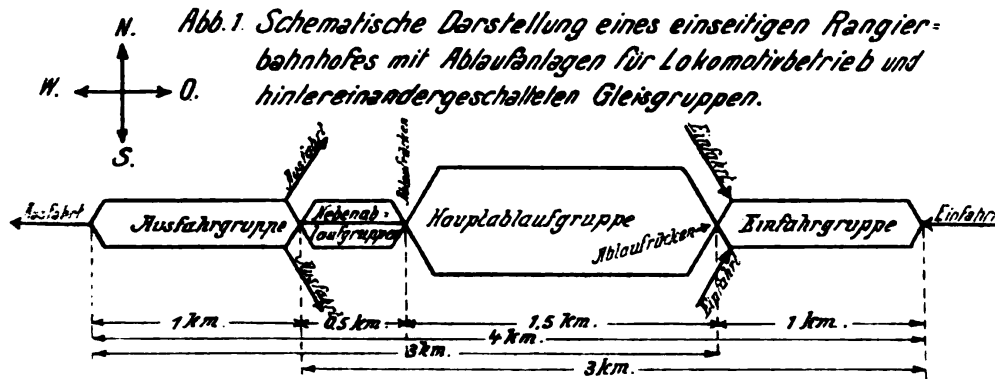 N.
W. O.
S.
Abb.1. Schematische Darstellung eines einseitigen Rangier=
bahnhofes mit Ablaufanlagen für Lokomotivbetrieb und
hintereinandergeschalteten Gleisgruppen.
Ausfahrt
Ausfahrt
Ablaufrücken
Einfahrt
Einfahrt
Ausfahrgruppe
Nebenab=
laufgruppe
Hauptablaufgruppe
Ablaufrücken
Einfahrgruppe
Ausfahrt
Einfahrt
1 km. 0,5 km. 1,5 km. 1 km.
4 km.
3 km.
3 km.